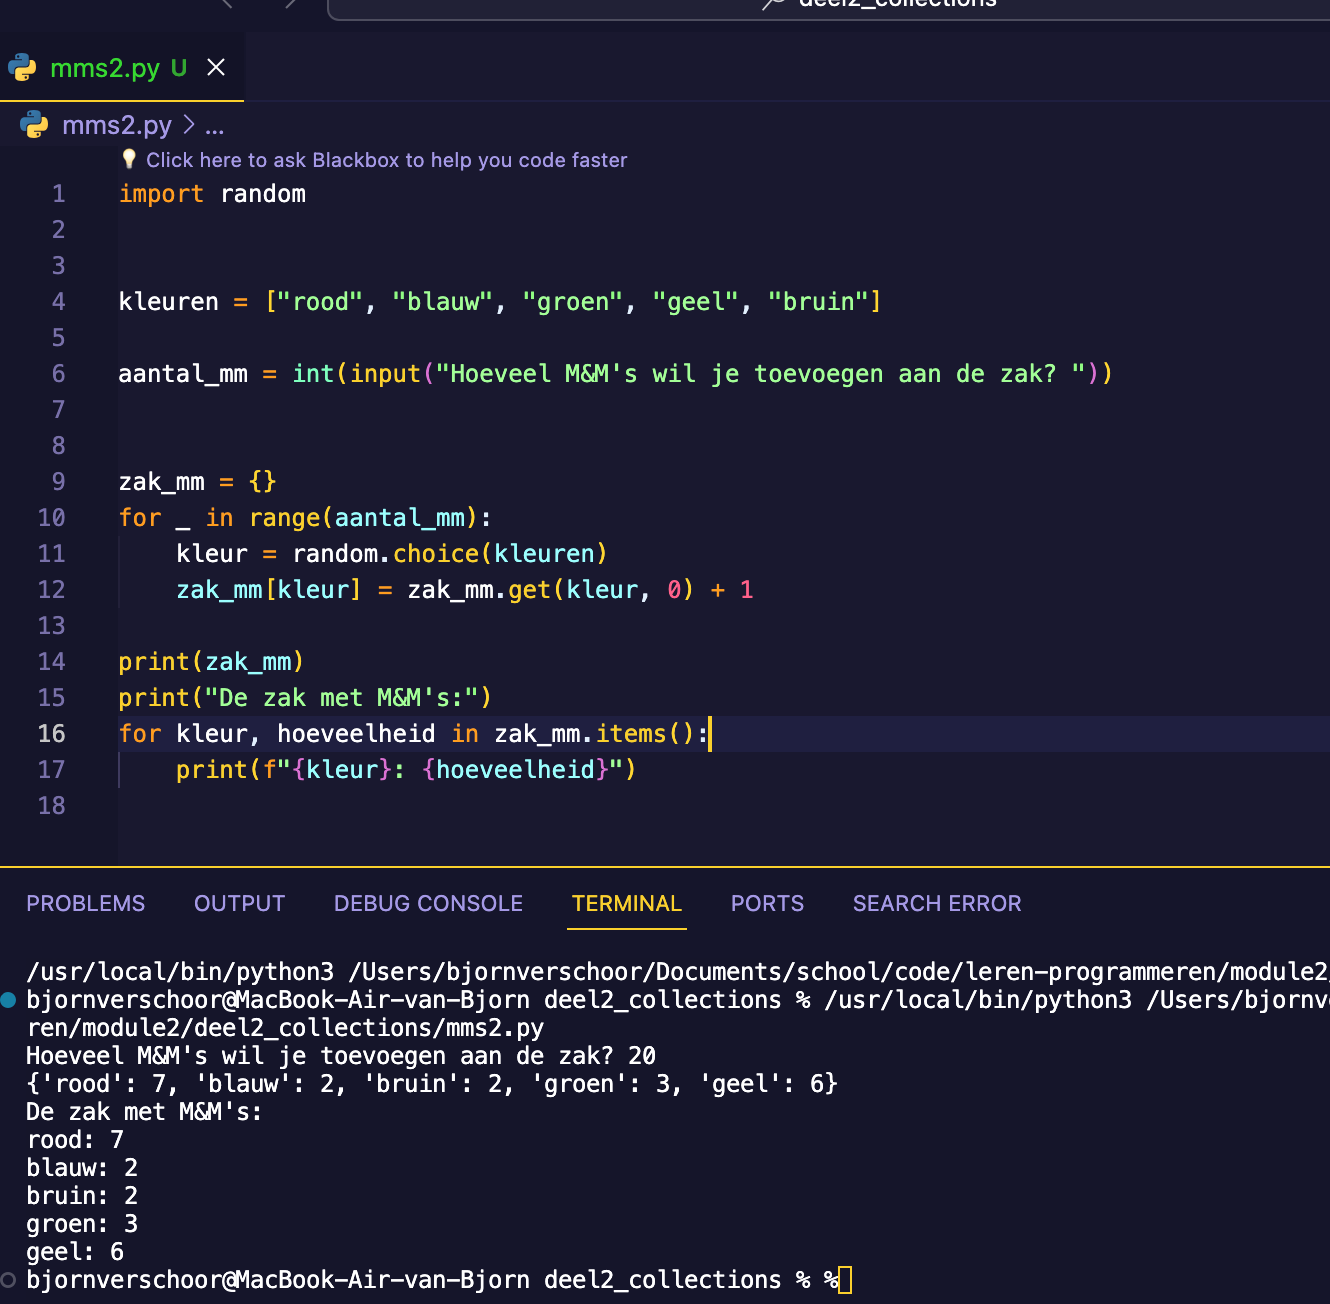 deel2_collections
mms2.py U
mms2.py > ...
Click here to ask Blackbox to help you code faster
1 import random
2
3
4 kleuren = ["rood", "blauw", "groen", "geel", "bruin"]
5
6 aantal_mm = int(input("Hoeveel M&M's wil je toevoegen aan de zak? "))
7
8
9 zak_mm = {}
10 for _ in range(aantal_mm):
11     kleur = random.choice(kleuren)
12     zak_mm[kleur] = zak_mm.get(kleur, 0) + 1
13
14 print(zak_mm)
15 print("De zak met M&M's:")
16 for kleur, hoeveelheid in zak_mm.items():
17     print(f"{kleur}: {hoeveelheid}")
18
PROBLEMS OUTPUT DEBUG CONSOLE TERMINAL PORTS SEARCH ERROR
/usr/local/bin/python3 /Users/bjornverschoor/Documents/school/code/leren-programmeren/module2/
bjornverschoor@MacBook-Air-van-Bjorn deel2_collections % /usr/local/bin/python3 /Users/bjornv
ren/module2/deel2_collections/mms2.py
Hoeveel M&M's wil je toevoegen aan de zak? 20
{'rood': 7, 'blauw': 2, 'bruin': 2, 'groen': 3, 'geel': 6}
De zak met M&M's:
rood: 7
blauw: 2
bruin: 2
groen: 3
geel: 6
bjornverschoor@MacBook-Air-van-Bjorn deel2_collections % %